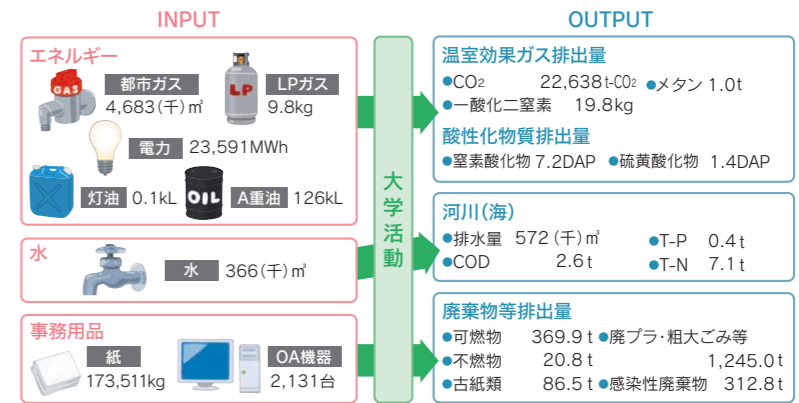 INPUT
エネルギー
GAS
都市ガス
4,683(千)㎥
LP
LPガス
9.8kg
電力 23,591MWh
灯油 0.1kL
OIL
A重油 126kL
水
水 366(千)㎥
事務用品
紙
173,511kg
OA機器
2,131台
大学活動
OUTPUT
温室効果ガス排出量
●CO2 22,638t-CO2 ●メタン 1.0t
●一酸化二窒素 19.8kg
酸性化物質排出量
●窒素酸化物 7.2DAP ●硫黄酸化物 1.4DAP
河川(海)
●排水量 572(千)㎥ ●T-P 0.4t
●COD 2.6t ●T-N 7.1t
廃棄物等排出量
●可燃物 369.9t ●廃プラ・粗大ごみ等
●不燃物 20.8t 1,245.0t
●古紙類 86.5t ●感染性廃棄物 312.8t